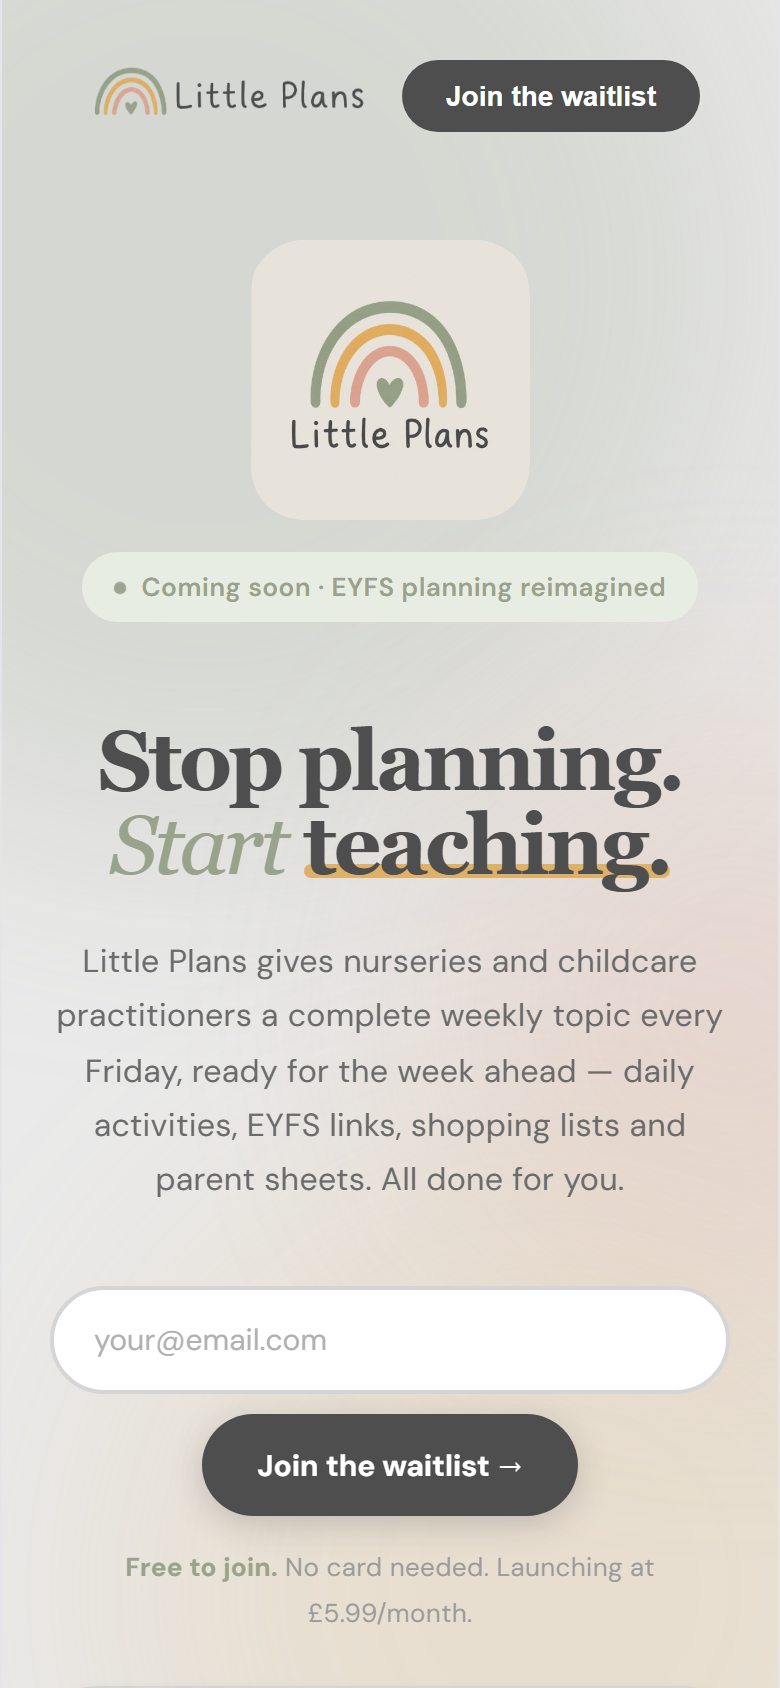 Little Plans
Join the waitlist
Little Plans
Coming soon · EYFS planning reimagined
Stop planning.
Start teaching.
Little Plans gives nurseries and childcare
practitioners a complete weekly topic every
Friday, ready for the week ahead — daily
activities, EYFS links, shopping lists and
parent sheets. All done for you.
your@email.com
Join the waitlist →
Free to join. No card needed. Launching at
£5.99/month.